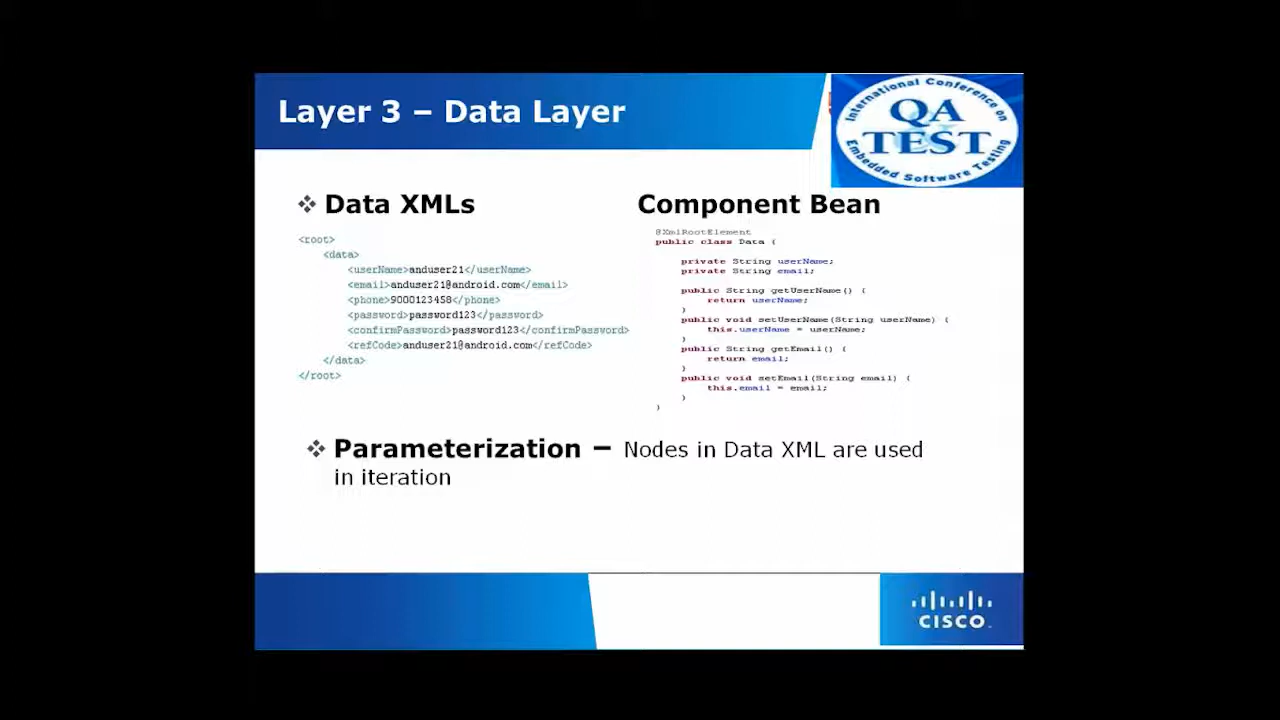 Layer 3 – Data Layer
International Conference on
QA
&
TEST
Embedded Software Testing
❖ Data XMLs
<root>
<data>
<userName>anduser21</userName>
<email>anduser21@android.com</email>
<phone>9000123458</phone>
<password>password123</password>
<confirmPassword>password123</confirmPassword>
<refCode>anduser21@android.com</refCode>
</data>
</root>
Component Bean
@XmlRootElement
public class Data {
private String userName;
private String email;
public String getUserName() {
return userName;
}
public void setUserName(String userName) {
this.userName = userName;
}
public String getEmail() {
return email;
}
public void setEmail(String email) {
this.email = email;
}
}
❖ Parameterization – Nodes in Data XML are used
in iteration
CISCO